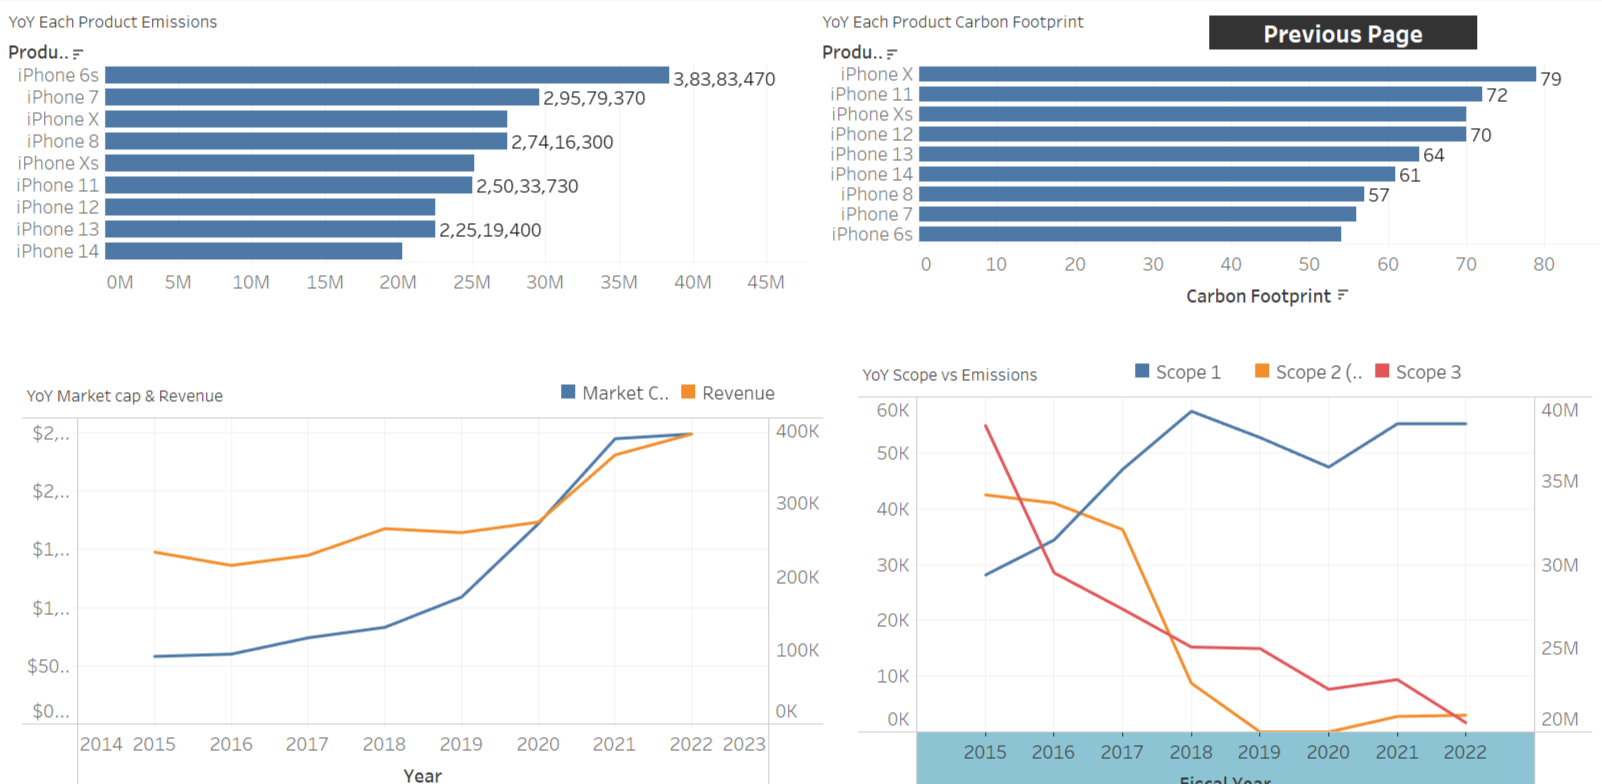 YoY Each Product Emissions
Produ..
iPhone 6s 3,83,83,470
iPhone 7 2,95,79,370
iPhone X
iPhone 8 2,74,16,300
iPhone Xs
iPhone 11 2,50,33,730
iPhone 12
iPhone 13 2,25,19,400
iPhone 14
0M 5M 10M 15M 20M 25M 30M 35M 40M 45M
YoY Each Product Carbon Footprint
Previous Page
Produ..
iPhone X 79
iPhone 11 72
iPhone Xs
iPhone 12 70
iPhone 13 64
iPhone 14 61
iPhone 8 57
iPhone 7
iPhone 6s
0 10 20 30 40 50 60 70 80
Carbon Footprint
YoY Market cap & Revenue
Market C.. Revenue
$2,.. 400K
$2,.. 300K
$1,.. 200K
$1,.. 100K
$50..
$0... 0K
2014 2015 2016 2017 2018 2019 2020 2021 2022 2023
Year
YoY Scope vs Emissions
Scope 1 Scope 2 (.. Scope 3
60K 40M
50K 35M
40K
30K 30M
20K 25M
10K
0K 20M
2015 2016 2017 2018 2019 2020 2021 2022
Fiscal Year